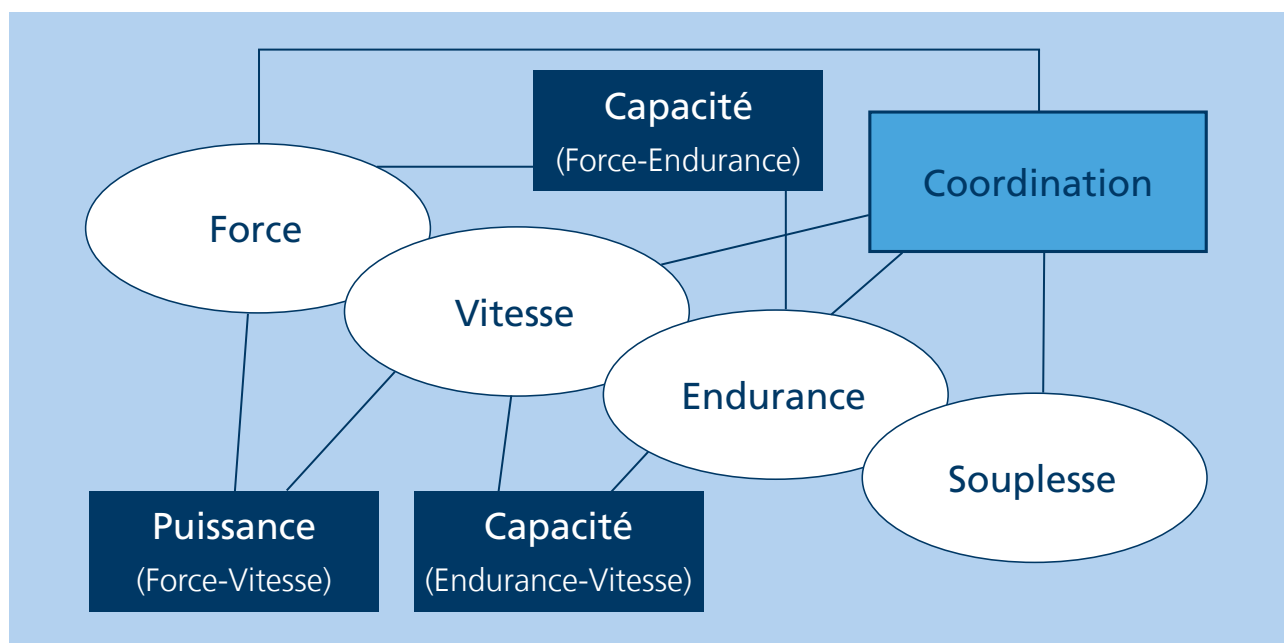 Capacité
(Force-Endurance)
Coordination
Force
Vitesse
Endurance
Souplesse
Puissance
(Force-Vitesse)
Capacité
(Endurance-Vitesse)